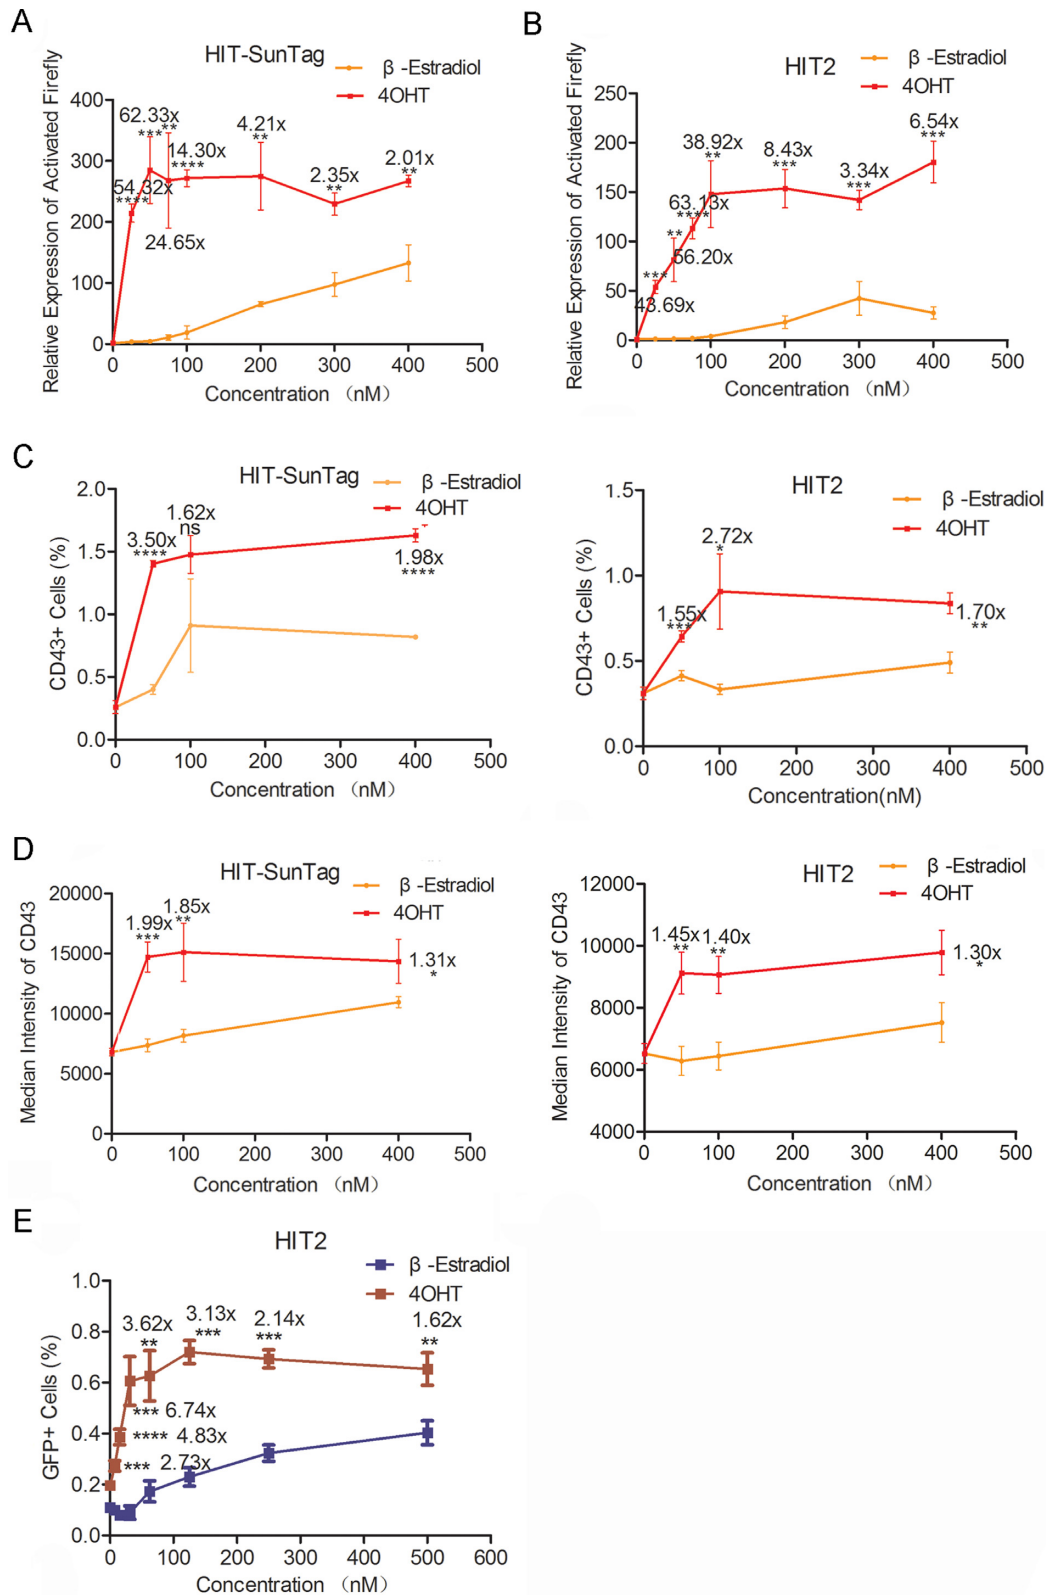 A
HIT-SunTag
β -Estradiol
4OHT
Relative Expression of Activated Firefly
400
300
200
100
0
62.33x
***
**
14.30x
****
54.32x
****
24.65x
4.21x
**
2.35x
**
2.01x
**
0 100 200 300 400 500
Concentration （nM）
B
HIT2
β -Estradiol
4OHT
Relative Expression of Activated Firefly
250
200
150
100
50
0
38.92x
**
63.13x
****
**
56.20x
***
43.69x
8.43x
***
3.34x
***
6.54x
***
0 100 200 300 400 500
Concentration （nM）
C
HIT-SunTag
β -Estradiol
4OHT
CD43+ Cells (%)
2.0
1.5
1.0
0.5
0.0
3.50x
****
1.62x
ns
1.98x
****
0 100 200 300 400 500
Concentration （nM）
HIT2
β -Estradiol
4OHT
CD43+ Cells (%)
1.5
1.0
0.5
0.0
1.55x
***
2.72x
*
1.70x
**
0 100 200 300 400 500
Concentration(nM)
D
HIT-SunTag
β -Estradiol
4OHT
Median Intensity of CD43
20000
15000
10000
5000
0
1.99x
***
1.85x
**
1.31x
*
0 100 200 300 400 500
Concentration （nM）
HIT2
β -Estradiol
4OHT
Median Intensity of CD43
12000
10000
8000
6000
4000
1.45x
**
1.40x
**
1.30x
*
0 100 200 300 400 500
Concentration （nM）
E
HIT2
β -Estradiol
4OHT
GFP+ Cells (%)
1.0
0.8
0.6
0.4
0.2
0.0
3.62x
**
3.13x
***
2.14x
***
1.62x
**
*** 6.74x
**** 4.83x
*** 2.73x
0 100 200 300 400 500 600
Concentration （nM）